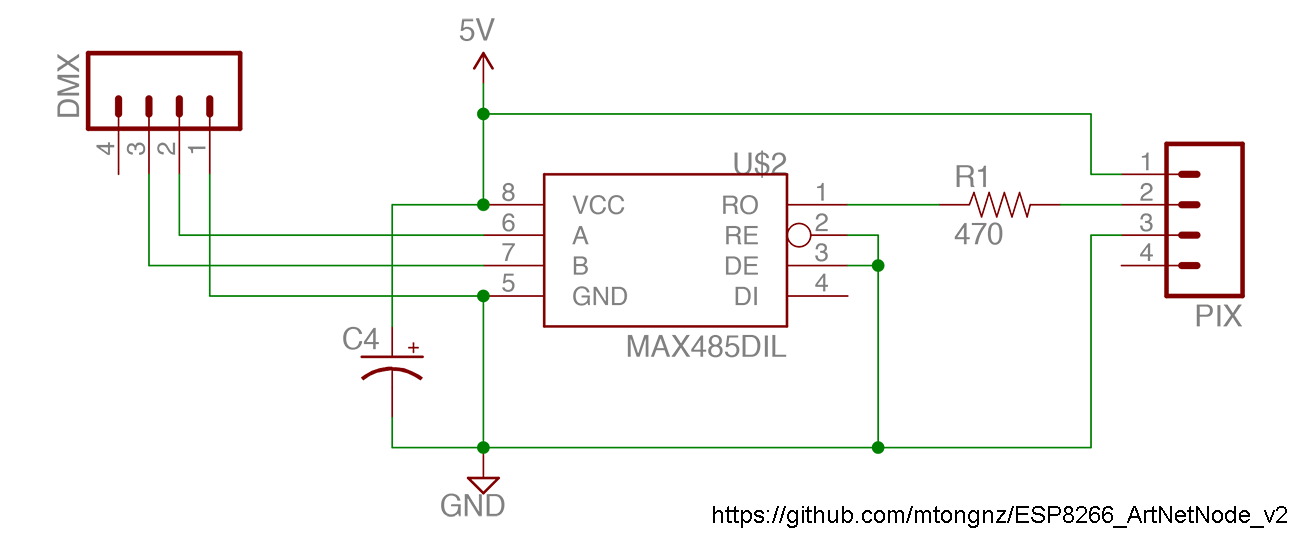 5V
DMX
4 3 2 1
U$2
8 VCC RO 1
6 A RE 2
7 B DE 3
5 GND DI 4
MAX485DIL
R1
470
1
2
3
4
PIX
C4 +
GND
https://github.com/mtongnz/ESP8266_ArtNetNode_v2